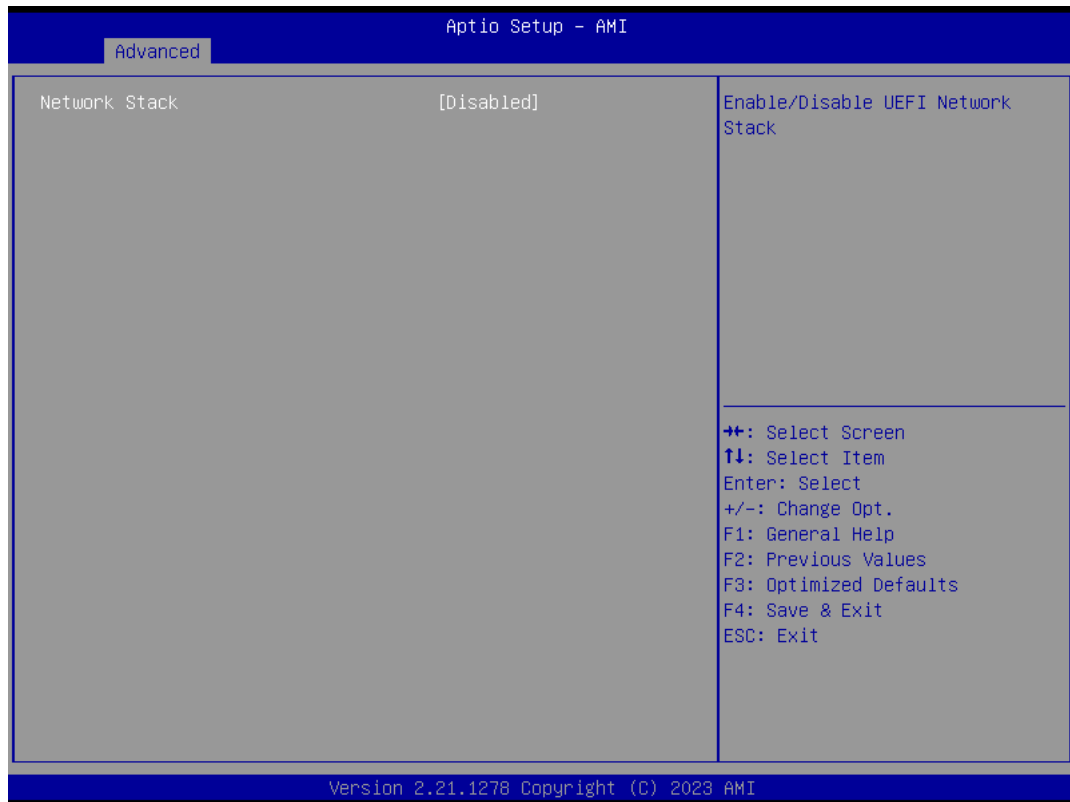 Aptio Setup - AMI
Advanced
Network Stack [Disabled]
Enable/Disable UEFI Network
Stack
→←: Select Screen
↑↓: Select Item
Enter: Select
+/-: Change Opt.
F1: General Help
F2: Previous Values
F3: Optimized Defaults
F4: Save & Exit
ESC: Exit
Version 2.21.1278 Copyright (C) 2023 AMI